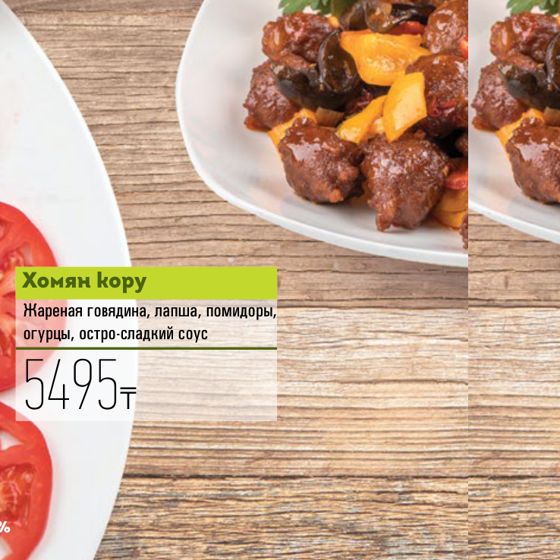 Хомян кору
Жареная говядина, лапша, помидоры,
огурцы, остро-сладкий соус
5495₸
%